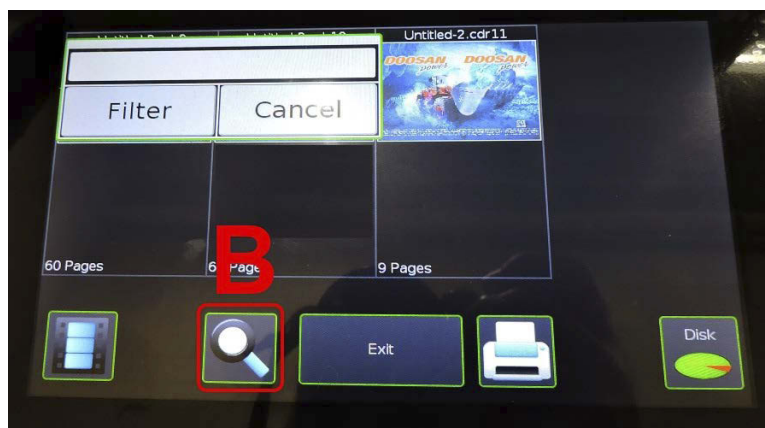 Untitled-2.cdr11
DOOSAN DOOSAN
Filter
Cancel
60 Pages
9 Pages
B
Exit
Disk